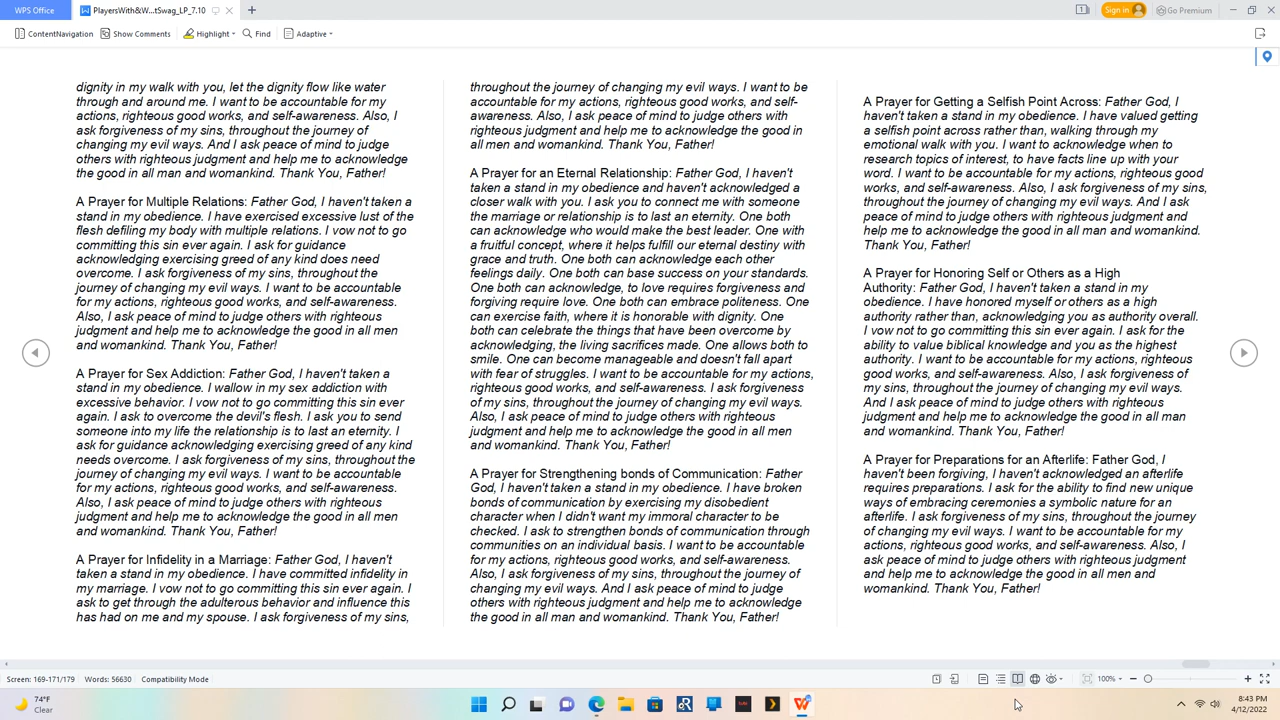 WPS Office
PlayersWith&W...tSwag_LP_7.10
1
Sign in
Go Premium
ContentNavigation
Show Comments
Highlight
Find
Adaptive
dignity in my walk with you, let the dignity flow like water
through and around me. I want to be accountable for my
actions, righteous good works, and self-awareness. Also, I
ask forgiveness of my sins, throughout the journey of
changing my evil ways. And I ask peace of mind to judge
others with righteous judgment and help me to acknowledge
the good in all man and womankind. Thank You, Father!
A Prayer for Multiple Relations: Father God, I haven't taken a
stand in my obedience. I have exercised excessive lust of the
flesh defiling my body with multiple relations. I vow not to go
committing this sin ever again. I ask for guidance
acknowledging exercising greed of any kind does need
overcome. I ask forgiveness of my sins, throughout the
journey of changing my evil ways. I want to be accountable
for my actions, righteous good works, and self-awareness.
Also, I ask peace of mind to judge others with righteous
judgment and help me to acknowledge the good in all men
and womankind. Thank You, Father!
A Prayer for Sex Addiction: Father God, I haven't taken a
stand in my obedience. I wallow in my sex addiction with
excessive behavior. I vow not to go committing this sin ever
again. I ask to overcome the devil's flesh. I ask you to send
someone into my life the relationship is to last an eternity. I
ask for guidance acknowledging exercising greed of any kind
needs overcome. I ask forgiveness of my sins, throughout the
journey of changing my evil ways. I want to be accountable
for my actions, righteous good works, and self-awareness.
Also, I ask peace of mind to judge others with righteous
judgment and help me to acknowledge the good in all men
and womankind. Thank You, Father!
A Prayer for Infidelity in a Marriage: Father God, I haven't
taken a stand in my obedience. I have committed infidelity in
my marriage. I vow not to go committing this sin ever again. I
ask to get through the adulterous behavior and influence this
has had on me and my spouse. I ask forgiveness of my sins,
throughout the journey of changing my evil ways. I want to be
accountable for my actions, righteous good works, and self-
awareness. Also, I ask peace of mind to judge others with
righteous judgment and help me to acknowledge the good in
all men and womankind. Thank You, Father!
A Prayer for an Eternal Relationship: Father God, I haven't
taken a stand in my obedience and haven't acknowledged a
closer walk with you. I ask you to connect me with someone
the marriage or relationship is to last an eternity. One both
can acknowledge who would make the best leader. One with
a fruitful concept, where it helps fulfill our eternal destiny with
grace and truth. One both can acknowledge each other
feelings daily. One both can base success on your standards.
One both can acknowledge, to love requires forgiveness and
forgiving require love. One both can embrace politeness. One
can exercise faith, where it is honorable with dignity. One
both can celebrate the things that have been overcome by
acknowledging, the living sacrifices made. One allows both to
smile. One can become manageable and doesn't fall apart
with fear of struggles. I want to be accountable for my actions,
righteous good works, and self-awareness. I ask forgiveness
of my sins, throughout the journey of changing my evil ways.
Also, I ask peace of mind to judge others with righteous
judgment and help me to acknowledge the good in all men
and womankind. Thank You, Father!
A Prayer for Strengthening bonds of Communication: Father
God, I haven't taken a stand in my obedience. I have broken
bonds of communication by exercising my disobedient
character when I didn't want my immoral character to be
checked. I ask to strengthen bonds of communication through
communities on an individual basis. I want to be accountable
for my actions, righteous good works, and self-awareness.
Also, I ask forgiveness of my sins, throughout the journey of
changing my evil ways. And I ask peace of mind to judge
others with righteous judgment and help me to acknowledge
the good in all man and womankind. Thank You, Father!
A Prayer for Getting a Selfish Point Across: Father God, I
haven't taken a stand in my obedience. I have valued getting
a selfish point across rather than, walking through my
emotional walk with you. I want to acknowledge when to
research topics of interest, to have facts line up with your
word. I want to be accountable for my actions, righteous good
works, and self-awareness. Also, I ask forgiveness of my sins,
throughout the journey of changing my evil ways. And I ask
peace of mind to judge others with righteous judgment and
help me to acknowledge the good in all man and womankind.
Thank You, Father!
A Prayer for Honoring Self or Others as a High
Authority: Father God, I haven't taken a stand in my
obedience. I have honored myself or others as a high
authority rather than, acknowledging you as authority overall.
I vow not to go committing this sin ever again. I ask for the
ability to value biblical knowledge and you as the highest
authority. I want to be accountable for my actions, righteous
good works, and self-awareness. Also, I ask forgiveness of
my sins, throughout the journey of changing my evil ways.
And I ask peace of mind to judge others with righteous
judgment and help me to acknowledge the good in all man
and womankind. Thank You, Father!
A Prayer for Preparations for an Afterlife: Father God, I
haven't been forgiving, I haven't acknowledged an afterlife
requires preparations. I ask for the ability to find new unique
ways of embracing ceremonies a symbolic nature for an
afterlife. I ask forgiveness of my sins, throughout the journey
of changing my evil ways. I want to be accountable for my
actions, righteous good works, and self-awareness. Also, I
ask peace of mind to judge others with righteous judgment
and help me to acknowledge the good in all men and
womankind. Thank You, Father!
Screen: 169-171/179
Words: 56630
Compatibility Mode
100%
74°F
Clear
8:43 PM
4/12/2022